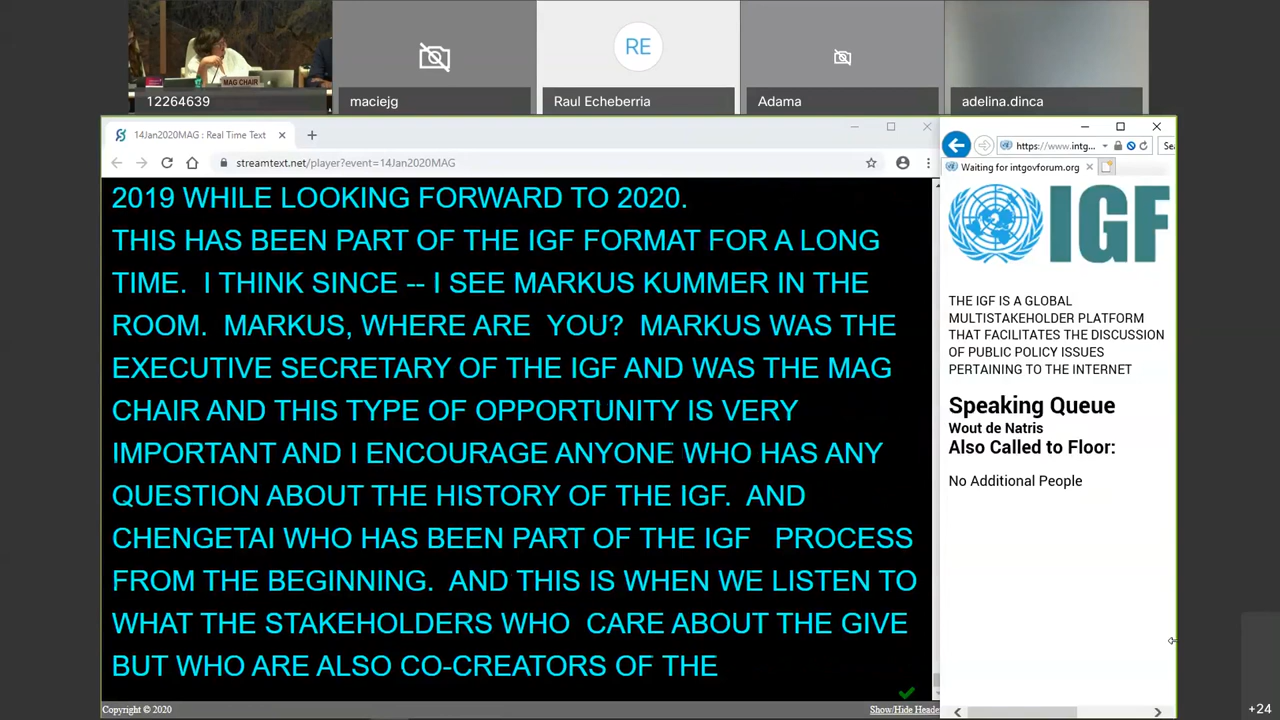 MAG CHAIR
12264639
maciejg
RE
Raul Echeberria
Adama
adelina.dinca
14Jan2020MAG : Real Time Text
streamtext.net/player?event=14Jan2020MAG
2019 WHILE LOOKING FORWARD TO 2020.
THIS HAS BEEN PART OF THE IGF FORMAT FOR A LONG
TIME.  I THINK SINCE -- I SEE MARKUS KUMMER IN THE
ROOM.  MARKUS, WHERE ARE  YOU?  MARKUS WAS THE
EXECUTIVE SECRETARY OF THE IGF AND WAS THE MAG
CHAIR AND THIS TYPE OF OPPORTUNITY IS VERY
IMPORTANT AND I ENCOURAGE ANYONE WHO HAS ANY
QUESTION ABOUT THE HISTORY OF THE IGF.  AND
CHENGETAI WHO HAS BEEN PART OF THE IGF   PROCESS
FROM THE BEGINNING.  AND THIS IS WHEN WE LISTEN TO
WHAT THE STAKEHOLDERS WHO  CARE ABOUT THE GIVE
BUT WHO ARE ALSO CO-CREATORS OF THE
Copyright © 2020
Show/Hide Heade
https://www.intg...
Sea
Waiting for intgovforum.org
IGF
THE IGF IS A GLOBAL
MULTISTAKEHOLDER PLATFORM
THAT FACILITATES THE DISCUSSION
OF PUBLIC POLICY ISSUES
PERTAINING TO THE INTERNET
Speaking Queue
Wout de Natris
Also Called to Floor:
No Additional People
+24